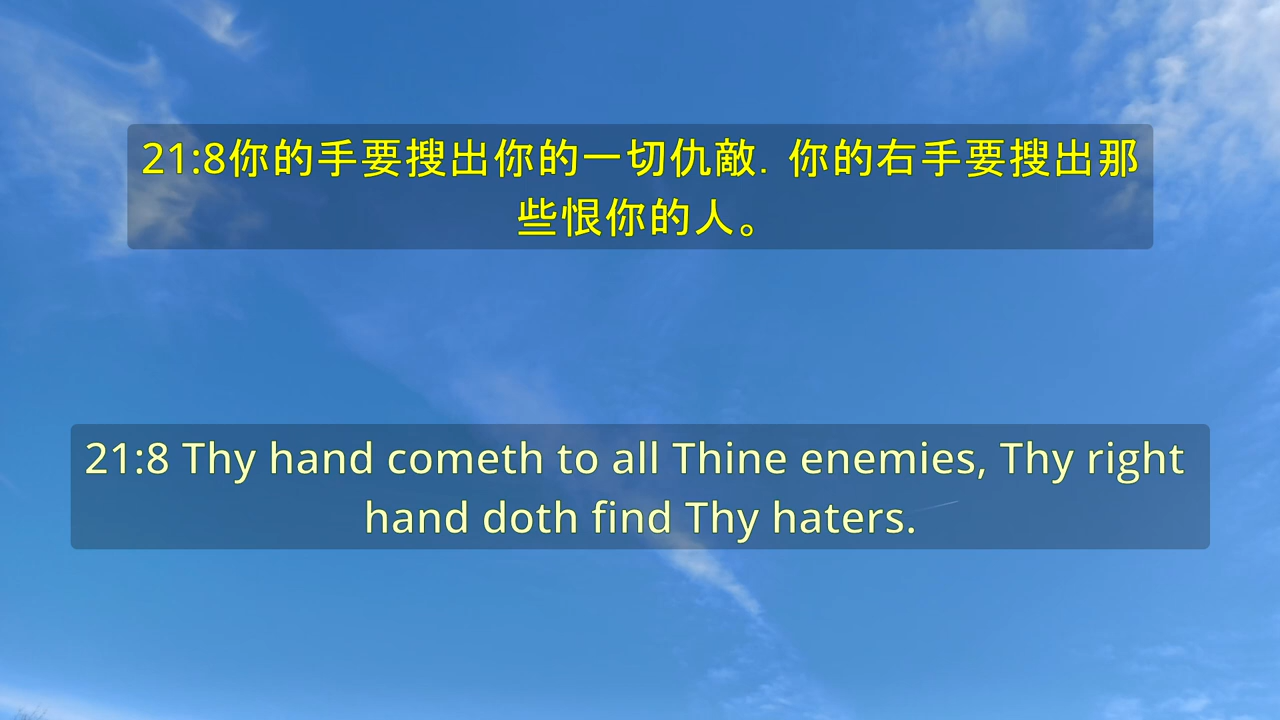 21:8你的手要搜出你的一切仇敵．你的右手要搜出那
些恨你的人。
21:8 Thy hand cometh to all Thine enemies, Thy right
hand doth find Thy haters.